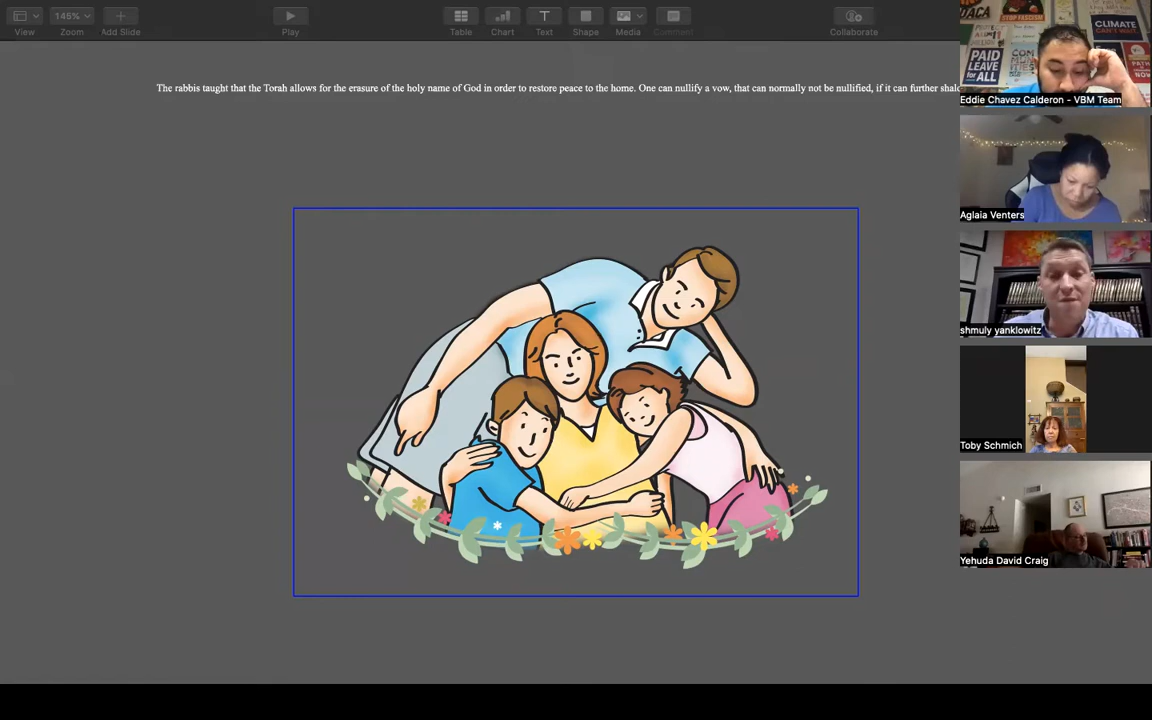 145%
View
Zoom
Add Slide
Play
Table
Chart
Text
Shape
Media
Comment
Collaborate
The rabbis taught that the Torah allows for the erasure of the holy name of God in order to restore peace to the home. One can nullify a vow, that can normally not be nullified, if it can further
STOP FASCISM
CLIMATE
CAN'T WAIT
PAID
LEAVE
for ALL
Eddie Chavez Calderon - VBM Team
Aglaia Venters
shmuly yanklowitz
Toby Schmich
Yehuda David Craig